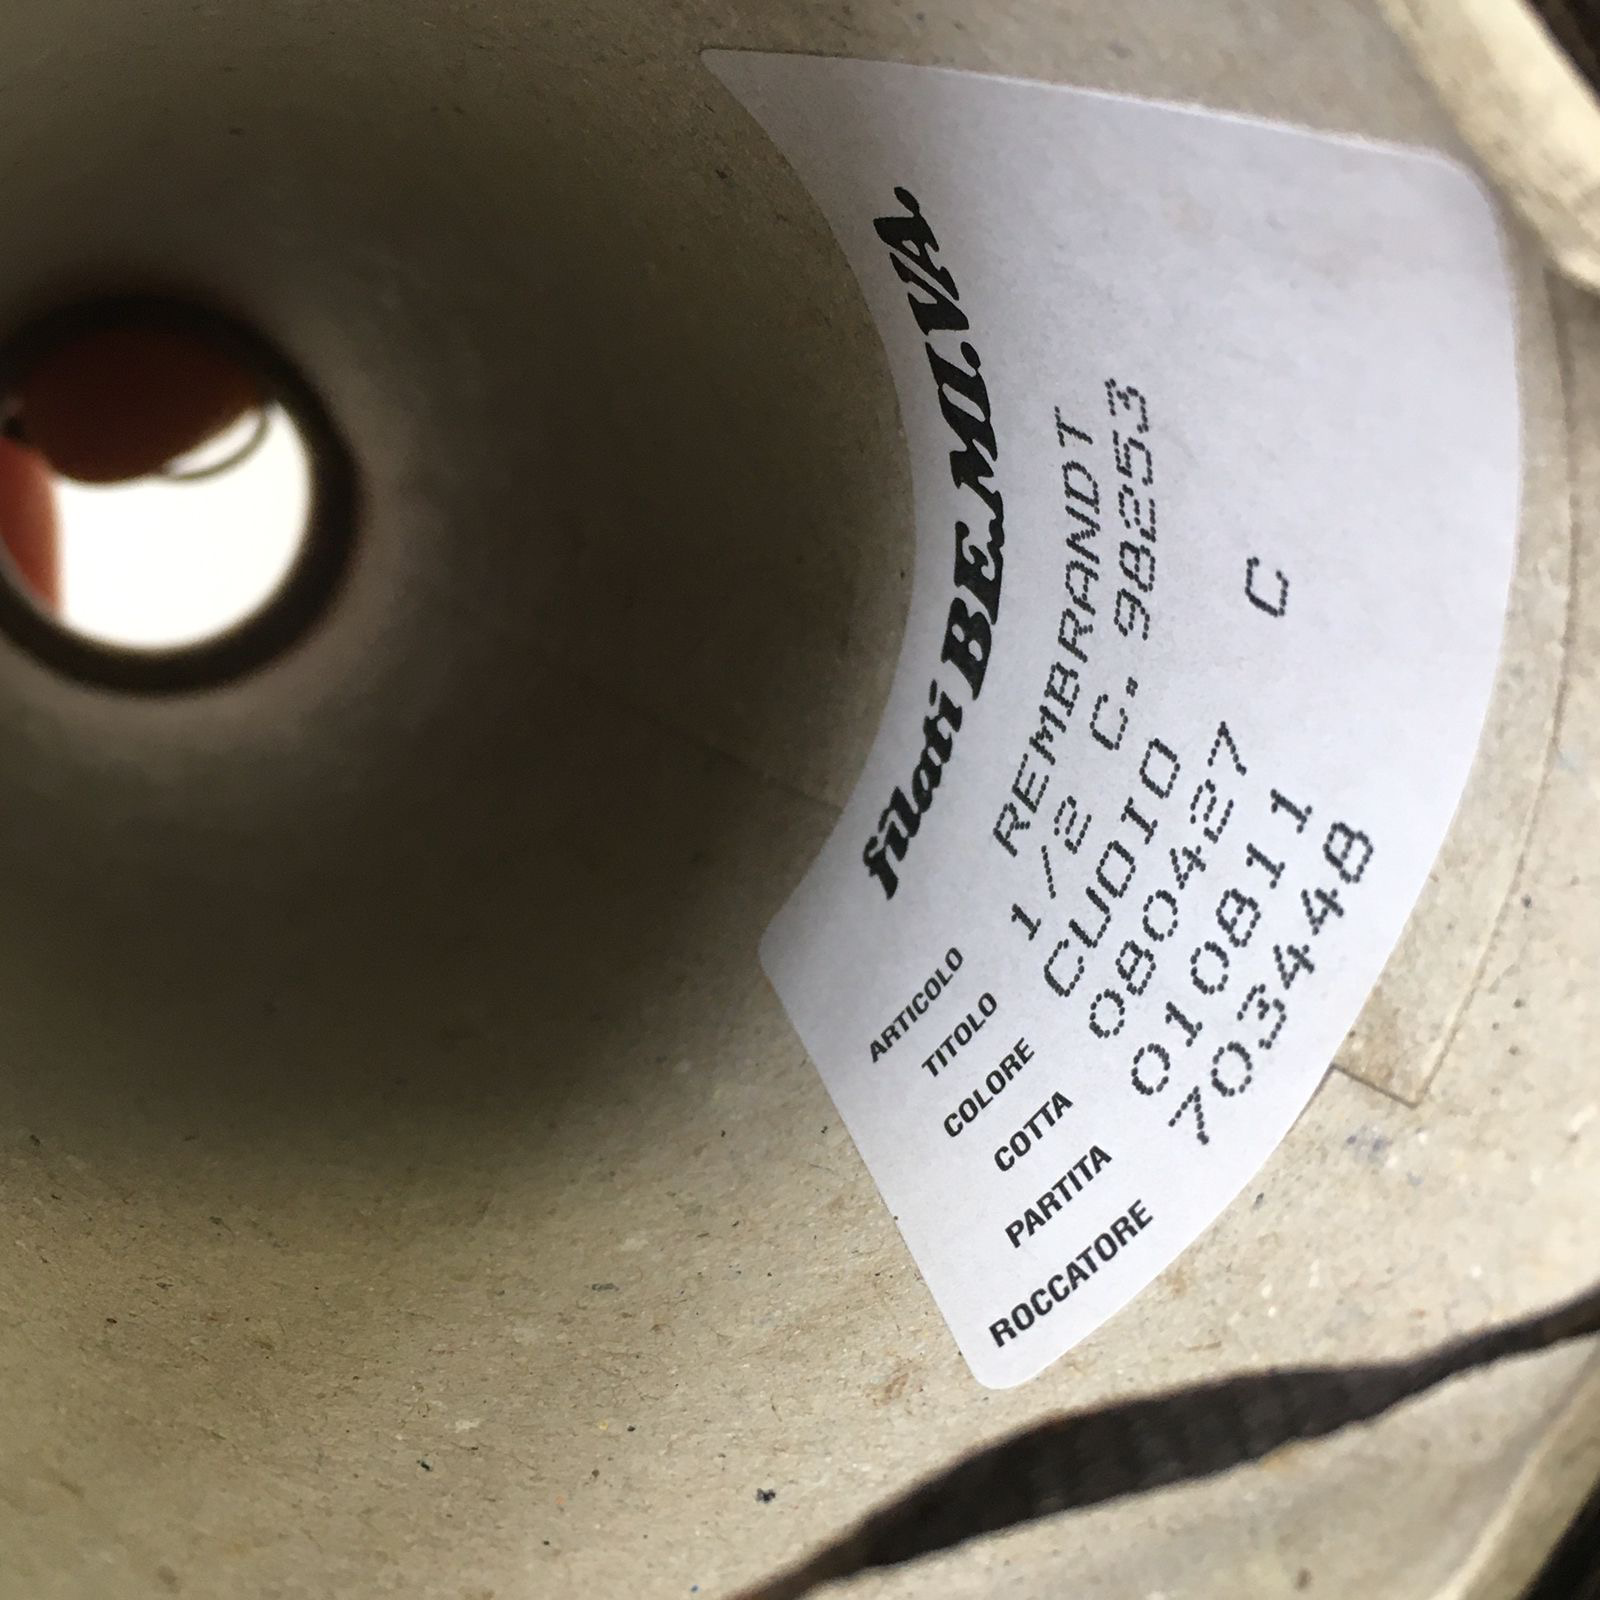 filati BE.MI.VA.
ARTICOLO REMBRANDT
TITOLO 1/2 C. 98253
COLORE CUOIO
COTTA 080427 C
PARTITA 010811
ROCCATORE 703448